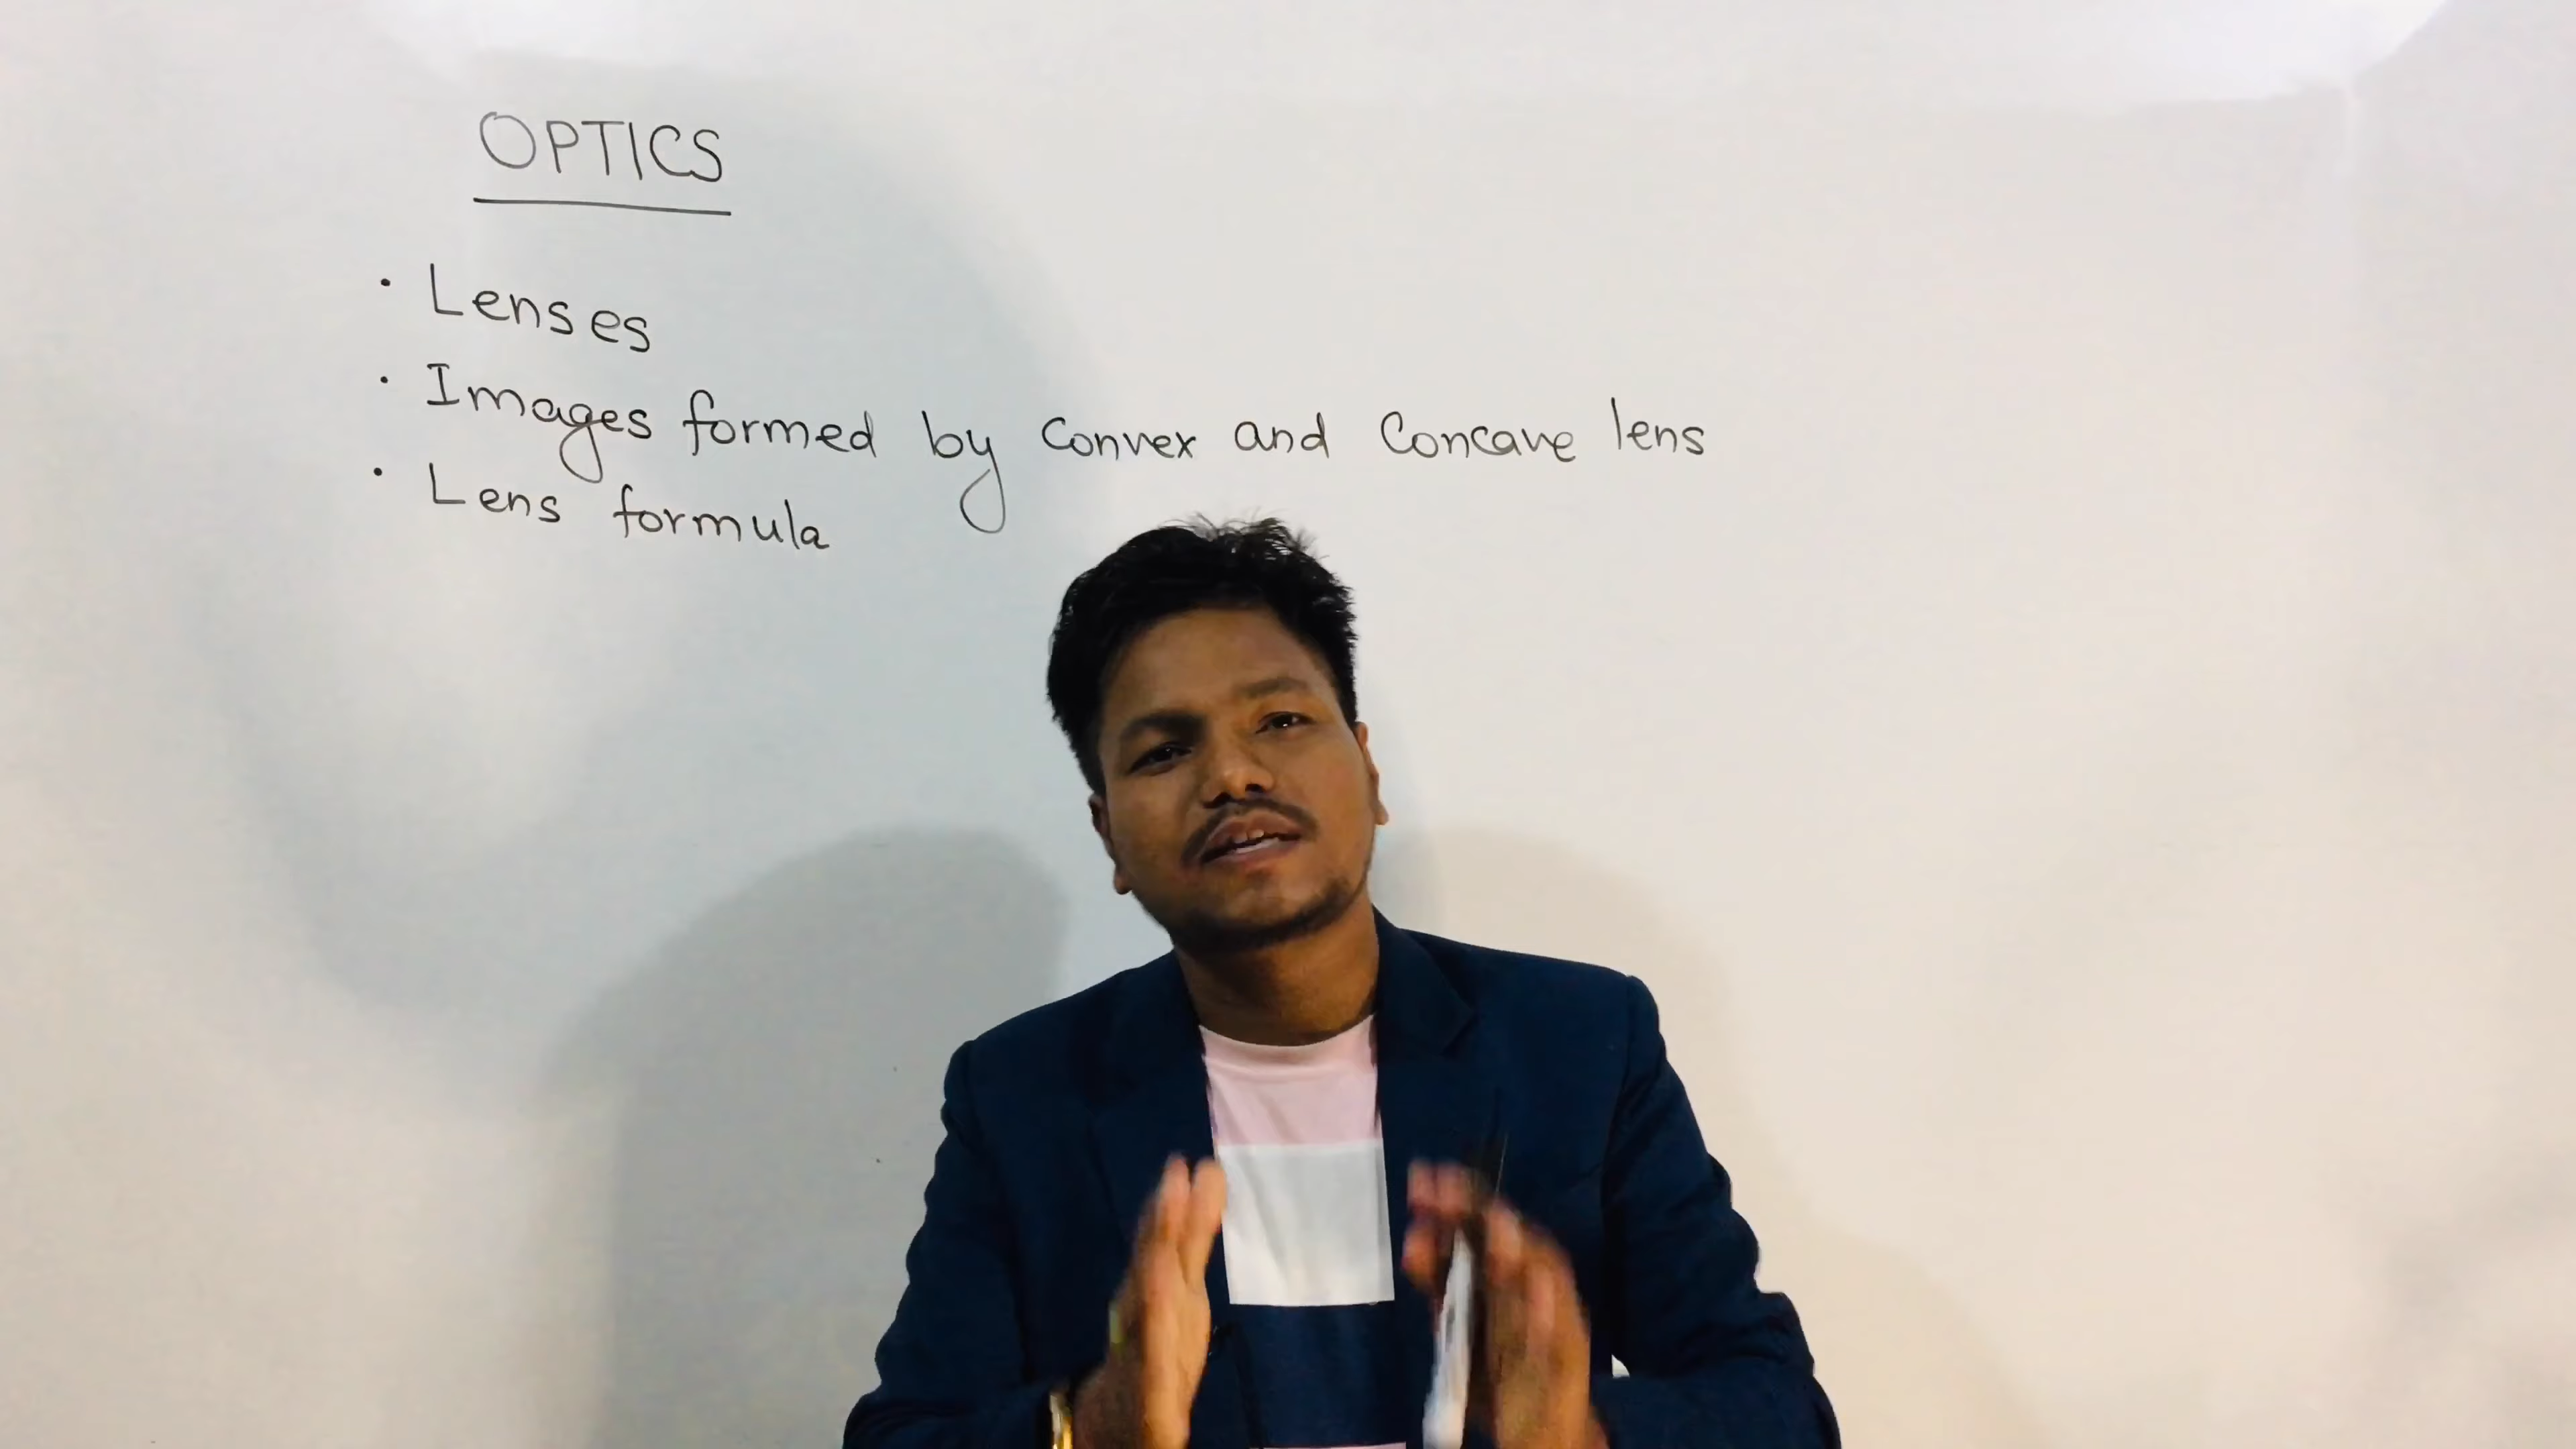 OPTICS
· Lenses
· Images formed by convex and Concave lens
· Lens formula